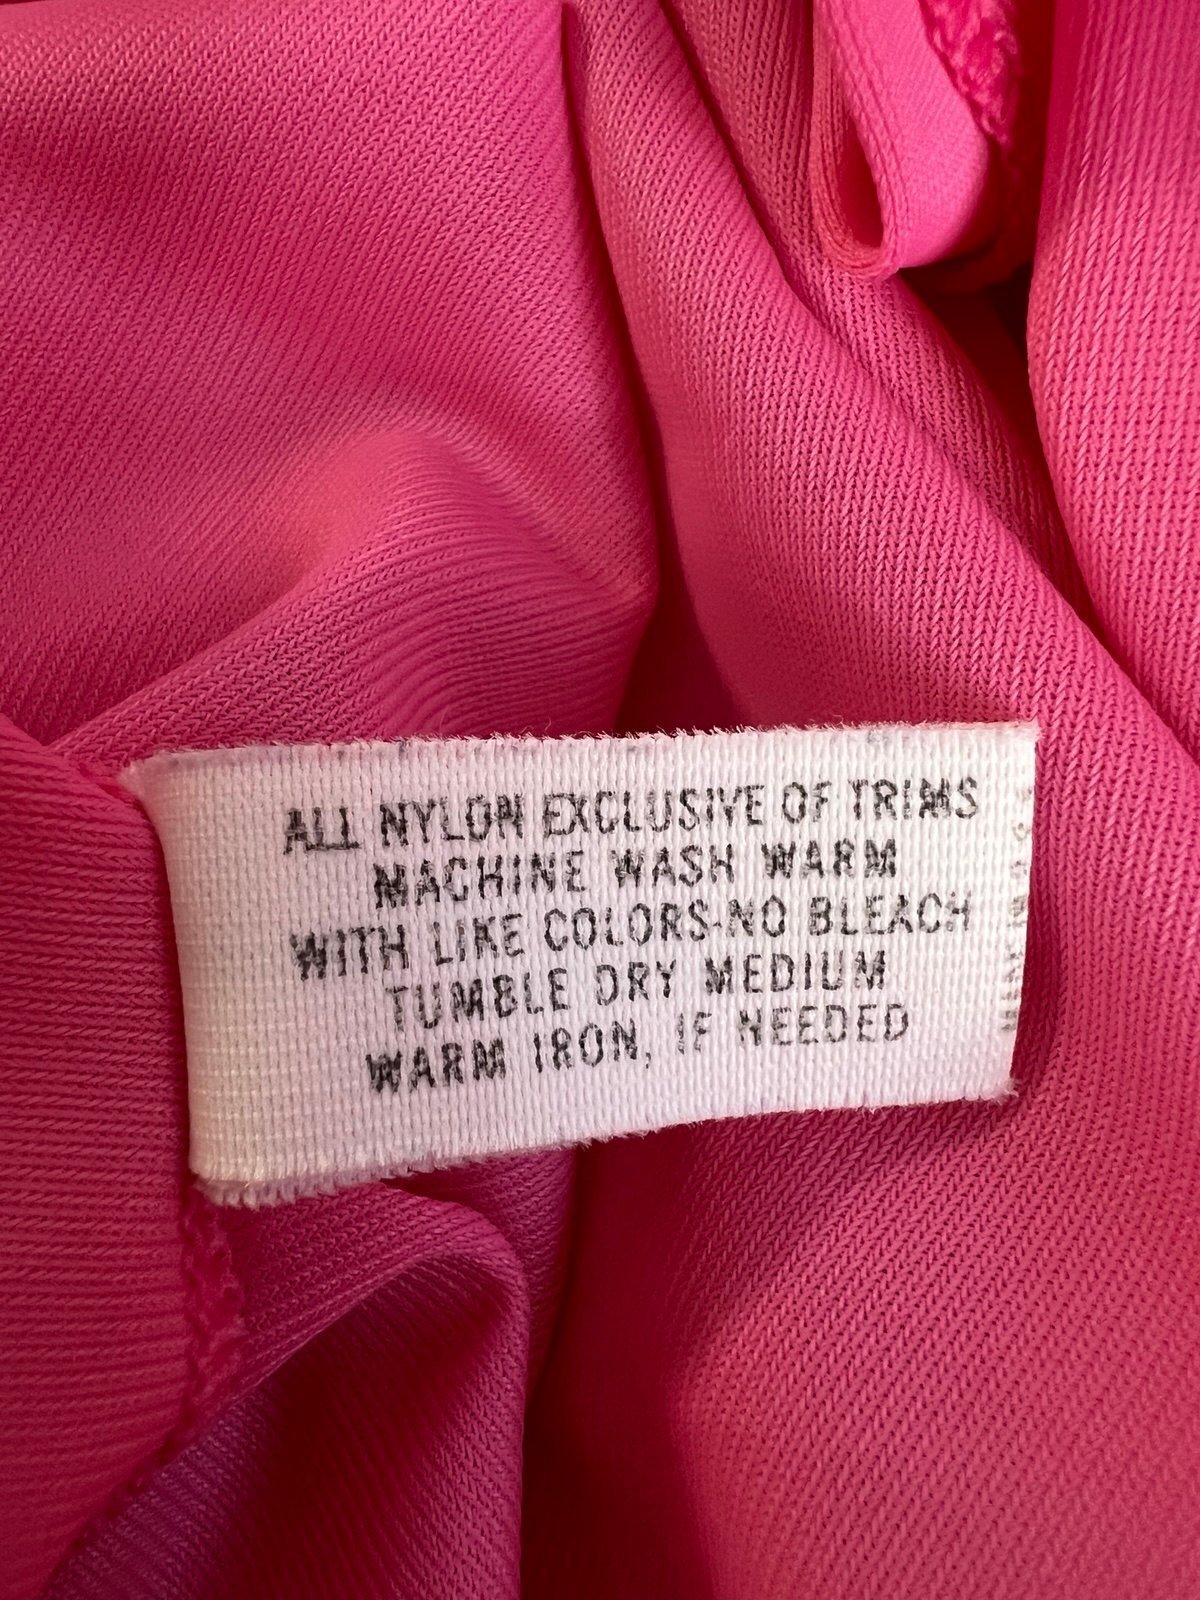 ALL NYLON EXCLUSIVE OF TRIMS
MACHINE WASH WARM
WITH LIKE COLORS-NO BLEACH
TUMBLE DRY MEDIUM
WARM IRON, IF NEEDED